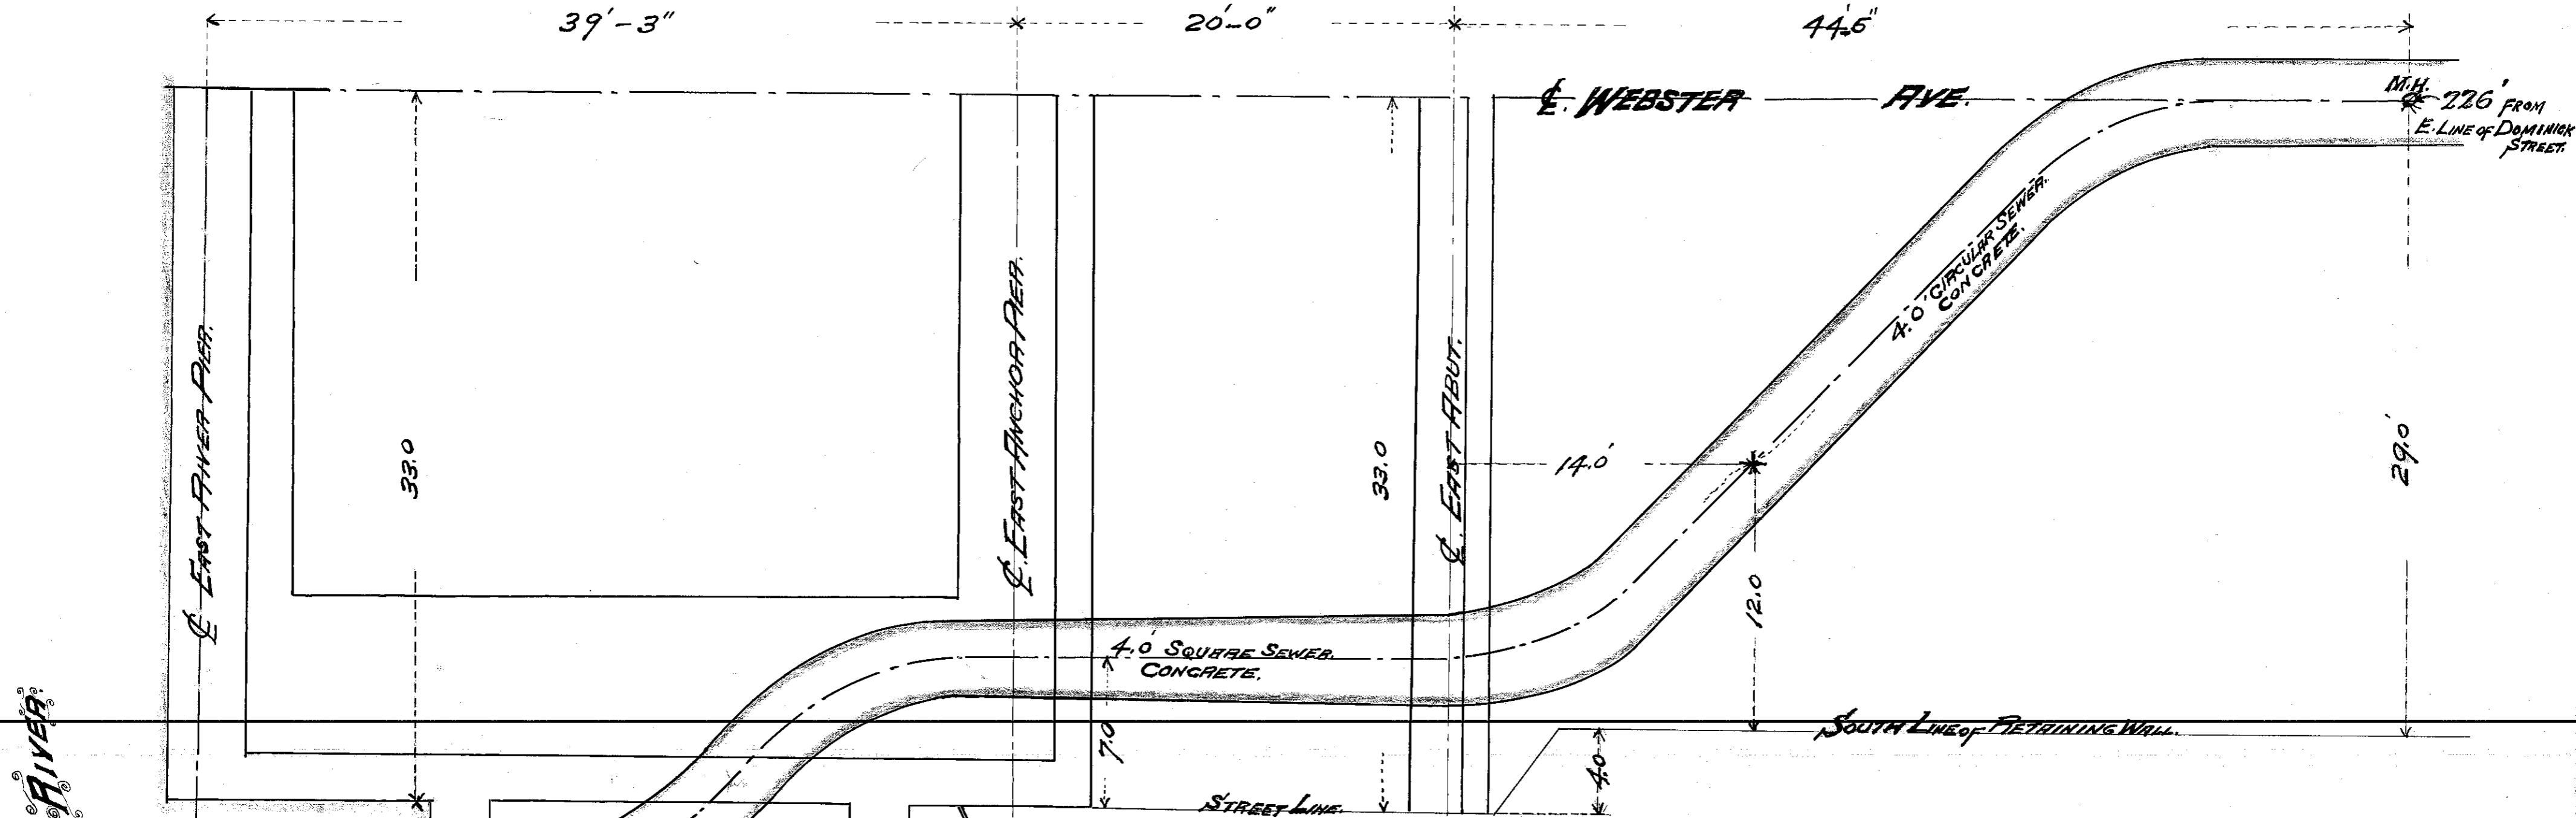 39'-3"
20'-0"
44'-6"
℄ WEBSTER AVE.
M.H.
226' FROM
E. LINE OF DOMINICK
STREET.
4.0' CIRCULAR SEWER.
CONCRETE.
℄ EAST RIVER PIER.
33.0
℄ EAST ANCHOR PIER.
33.0
℄ EAST ABUT.
14.0'
29.0'
12.0
4.0' SQUARE SEWER.
CONCRETE.
7.0
SOUTH LINE OF RETAINING WALL.
4.0
STREET LINE.
RIVER.